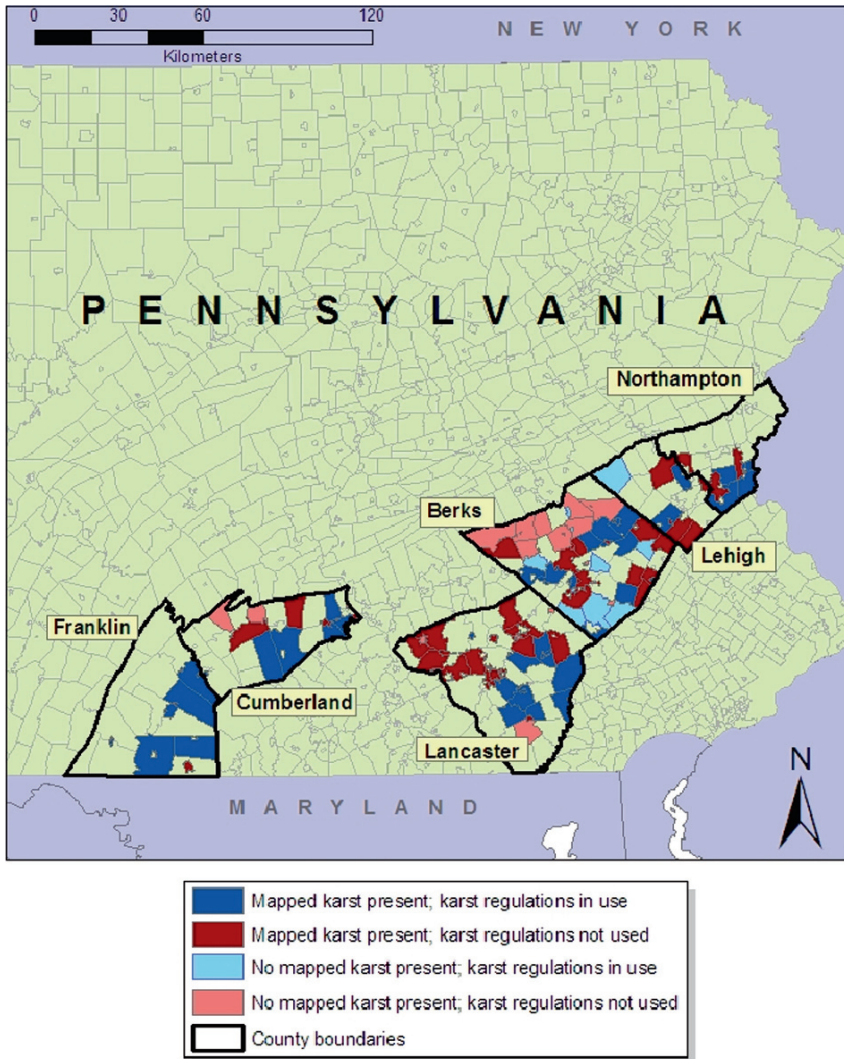 0 30 60 120
Kilometers
NEW YORK
PENNSYLVANIA
Northampton
Berks
Lehigh
Franklin
Cumberland
Lancaster
N
MARYLAND
Mapped karst present; karst regulations in use
Mapped karst present; karst regulations not used
No mapped karst present; karst regulations in use
No mapped karst present; karst regulations not used
County boundaries